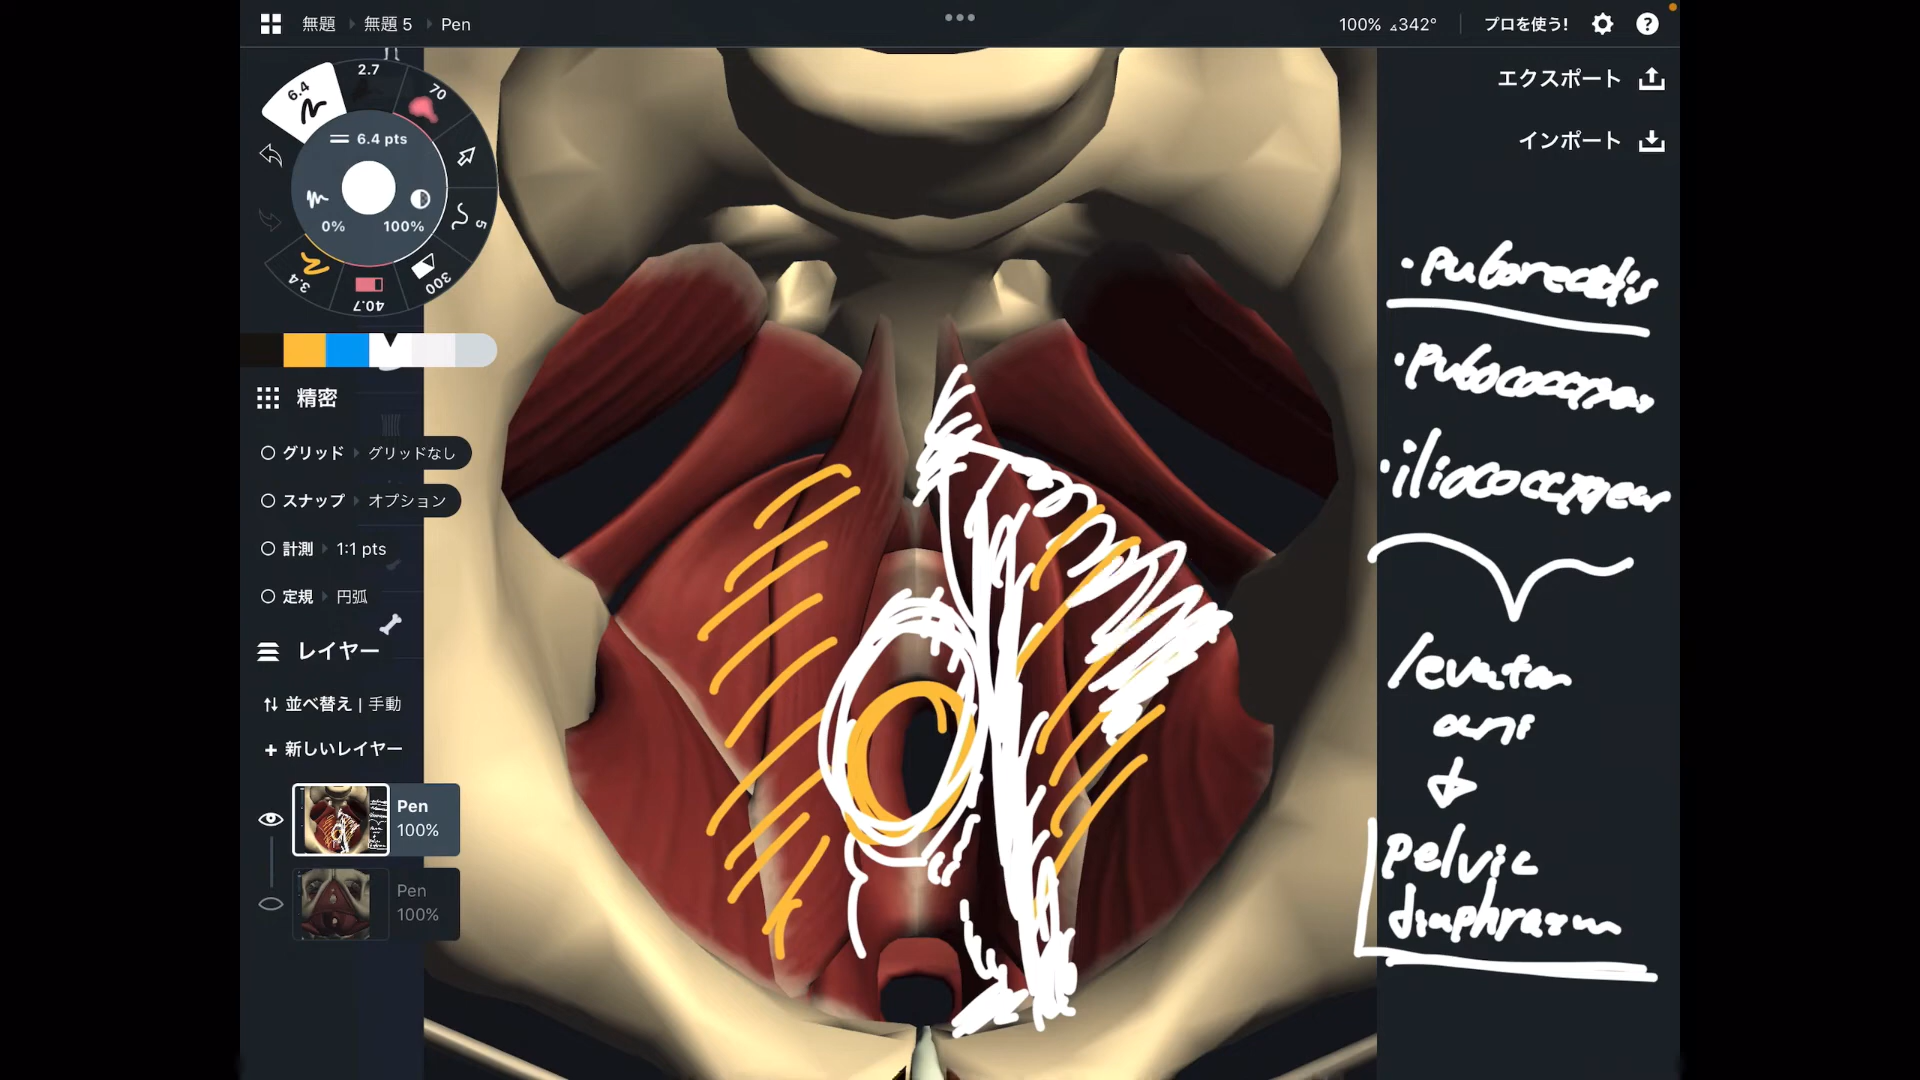 無題 無題 5 Pen
100% 342° プロを使う!
エクスポート
インポート
2.7
6.4
70
6.4 pts
0% 100%
5
3.4
40.7
300
精密
グリッド グリッドなし
スナップ オプション
計測 1:1 pts
定規 円弧
レイヤー
並べ替え | 手動
+ 新しいレイヤー
Pen
100%
Pen
100%
・puborectalis
levator
ani
pelvic